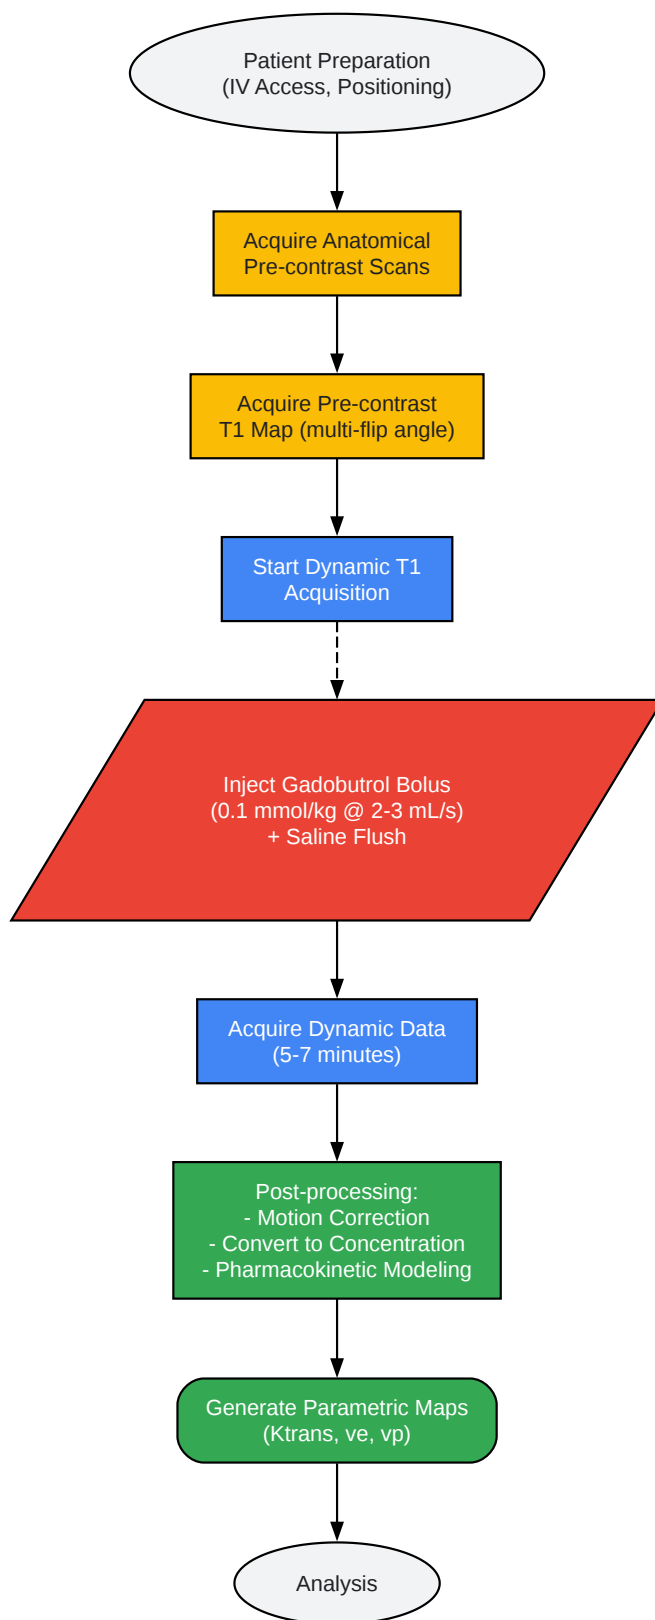 Patient Preparation
(IV Access, Positioning)
Acquire Anatomical
Pre-contrast Scans
Acquire Pre-contrast
T1 Map (multi-flip angle)
Start Dynamic T1
Acquisition
Inject Gadobutrol Bolus
(0.1 mmol/kg @ 2-3 mL/s)
+ Saline Flush
Acquire Dynamic Data
(5-7 minutes)
Post-processing:
- Motion Correction
- Convert to Concentration
- Pharmacokinetic Modeling
Generate Parametric Maps
(Ktrans, ve, vp)
Analysis